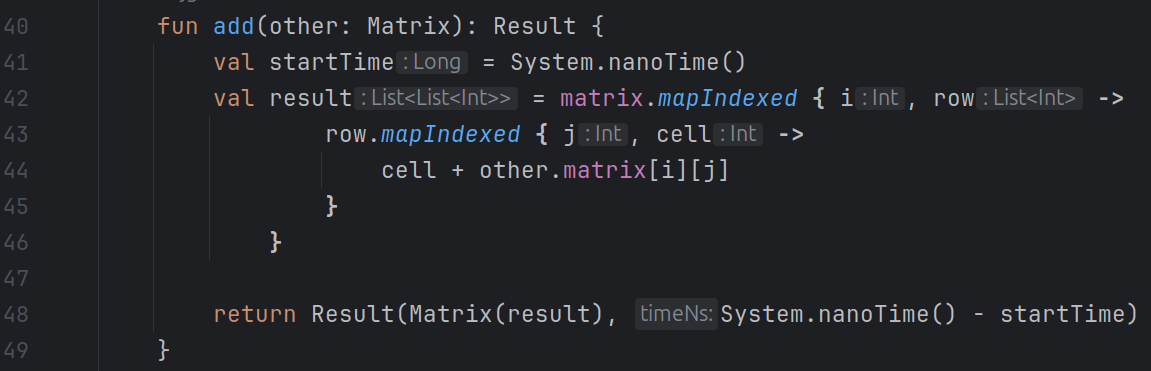 40 fun add(other: Matrix): Result {
41 val startTime : Long = System.nanoTime()
42 val result : List<List<Int>> = matrix.mapIndexed { i : Int , row : List<Int> ->
43 row.mapIndexed { j : Int , cell : Int ->
44 cell + other.matrix[i][j]
45 }
46 }
47
48 return Result(Matrix(result), timeNs: System.nanoTime() - startTime)
49 }